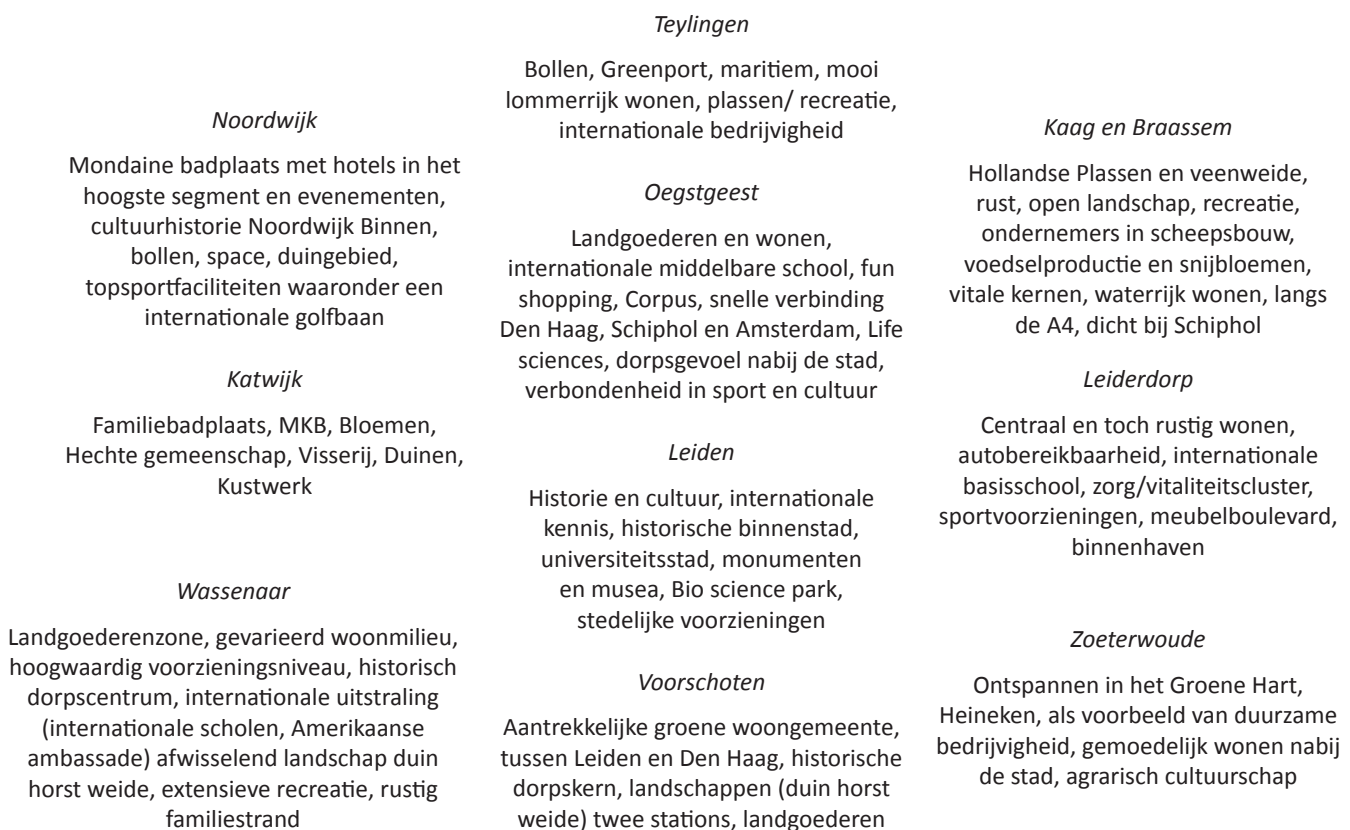 Teylingen
Bollen, Greenport, maritiem, mooi
lommerrijk wonen, plassen/ recreatie,
internationale bedrijvigheid
Noordwijk
Mondaine badplaats met hotels in het
hoogste segment en evenementen,
cultuurhistorie Noordwijk Binnen,
bollen, space, duingebied,
topsportfaciliteiten waaronder een
internationale golfbaan
Kaag en Braassem
Hollandse Plassen en veenweide,
rust, open landschap, recreatie,
ondernemers in scheepsbouw,
voedselproductie en snijbloemen,
vitale kernen, waterrijk wonen, langs
de A4, dicht bij Schiphol
Oegstgeest
Landgoederen en wonen,
internationale middelbare school, fun
shopping, Corpus, snelle verbinding
Den Haag, Schiphol en Amsterdam, Life
sciences, dorpsgevoel nabij de stad,
verbondenheid in sport en cultuur
Katwijk
Familiebadplaats, MKB, Bloemen,
Hechte gemeenschap, Visserij, Duinen,
Kustwerk
Leiderdorp
Centraal en toch rustig wonen,
autobereikbaarheid, internationale
basisschool, zorg/vitaliteitscluster,
sportvoorzieningen, meubelboulevard,
binnenhaven
Leiden
Historie en cultuur, internationale
kennis, historische binnenstad,
universiteitsstad, monumenten
en musea, Bio science park,
stedelijke voorzieningen
Wassenaar
Landgoederenzone, gevarieerd woonmilieu,
hoogwaardig voorzieningsniveau, historisch
dorpscentrum, internationale uitstraling
(internationale scholen, Amerikaanse
ambassade) afwisselend landschap duin
horst weide, extensieve recreatie, rustig
familiestrand
Voorschoten
Aantrekkelijke groene woongemeente,
tussen Leiden en Den Haag, historische
dorpskern, landschappen (duin horst
weide) twee stations, landgoederen
Zoeterwoude
Ontspannen in het Groene Hart,
Heineken, als voorbeeld van duurzame
bedrijvigheid, gemoedelijk wonen nabij
de stad, agrarisch cultuurschap